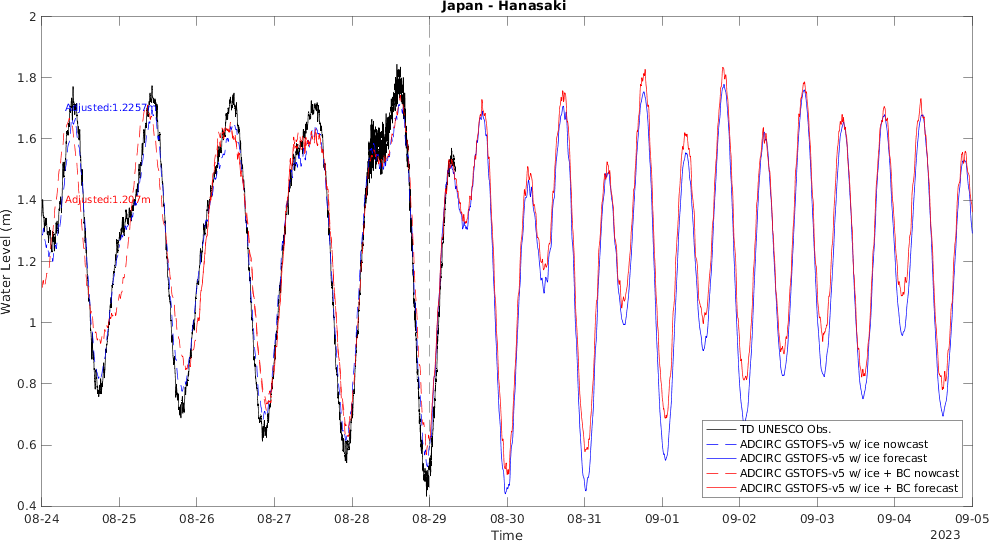 Japan - Hanasaki
Water Level (m)
2
1.8
1.6
1.4
1.2
1
0.8
0.6
0.4
Adjusted:1.2257m
Adjusted:1.207m
TD UNESCO Obs.
ADCIRC GSTOFS-v5 w/ ice nowcast
ADCIRC GSTOFS-v5 w/ ice forecast
ADCIRC GSTOFS-v5 w/ ice + BC nowcast
ADCIRC GSTOFS-v5 w/ ice + BC forecast
08-24 08-25 08-26 08-27 08-28 08-29 08-30 08-31 09-01 09-02 09-03 09-04 09-05
Time
2023